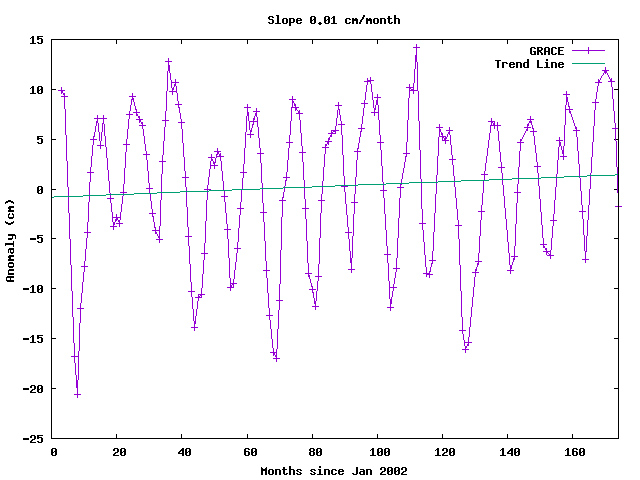 Slope 0.01 cm/month
GRACE
Trend Line
15
10
5
0
-5
-10
-15
-20
-25
Anomaly (cm)
0 20 40 60 80 100 120 140 160
Months since Jan 2002